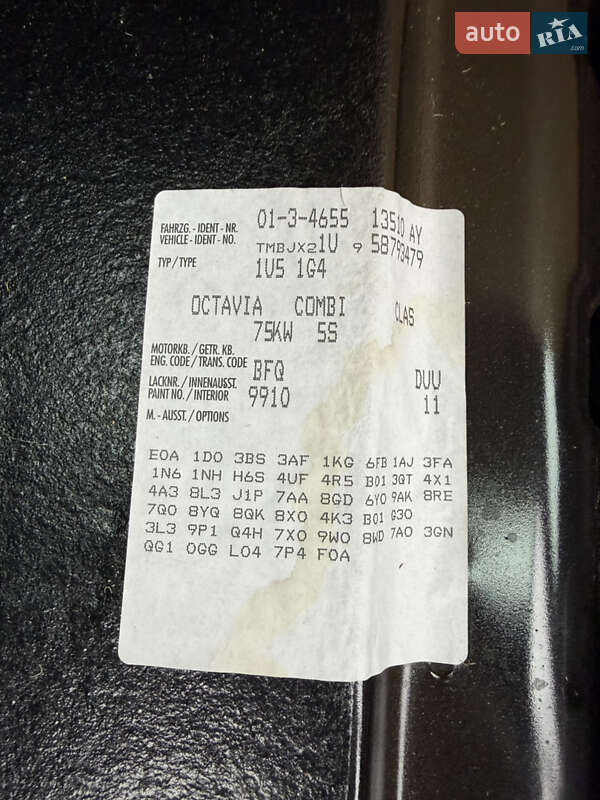 auto RIA .com
FAHRZG. - IDENT - NR. 01-3-4655 13510 AY
VEHICLE - IDENT - NO. TMBJX21U 9 58793479
TYP / TYPE 1U5 1G4
OCTAVIA COMBI CLAS
75KW 5S
MOTORKB. / GETR. KB.
ENG. CODE / TRANS. CODE BFQ DUU
LACKNR. / INNENAUSST.
PAINT NO. / INTERIOR 9910 11
M. - AUSST. / OPTIONS
E0A 1D0 3BS 3AF 1KG 6FB 1AJ 3FA
1N6 1NH H6S 4UF 4R5 B01 3QT 4X1
4A3 8L3 J1P 7AA 8GD 6Y0 9AK 8RE
7Q0 8YQ 8QK 8X0 4K3 B01 G30
3L3 9P1 Q4H 7X0 9W0 8WD 7A0 3GN
QG1 0GG L04 7P4 F0A